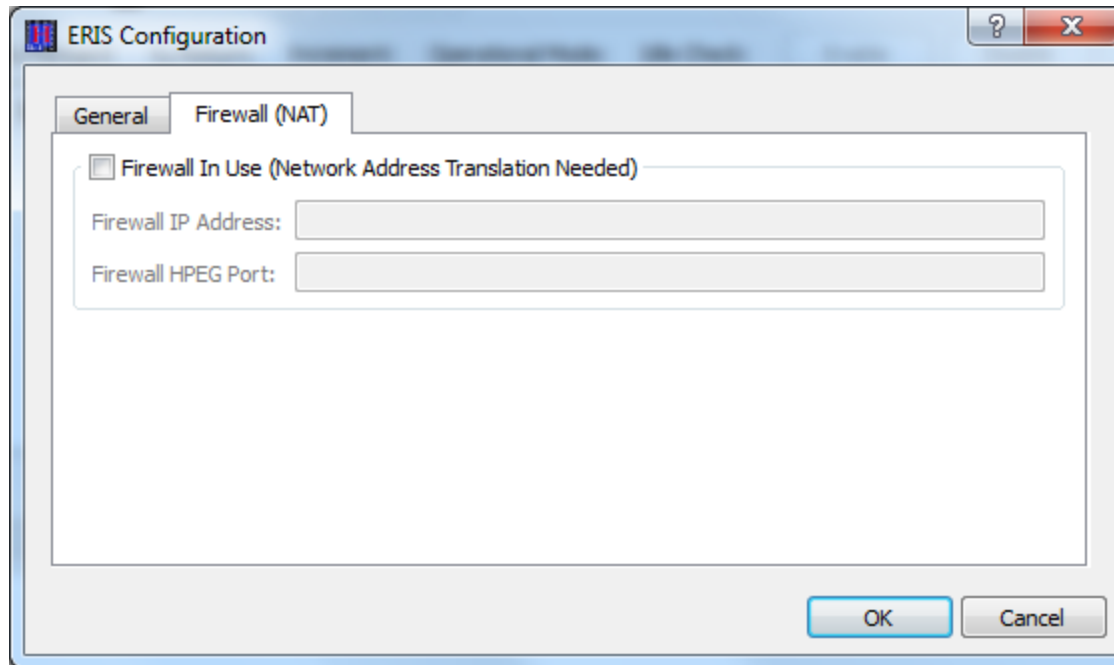 ERIS Configuration
General Firewall (NAT)
Firewall In Use (Network Address Translation Needed)
Firewall IP Address:
Firewall HPEG Port:
OK Cancel